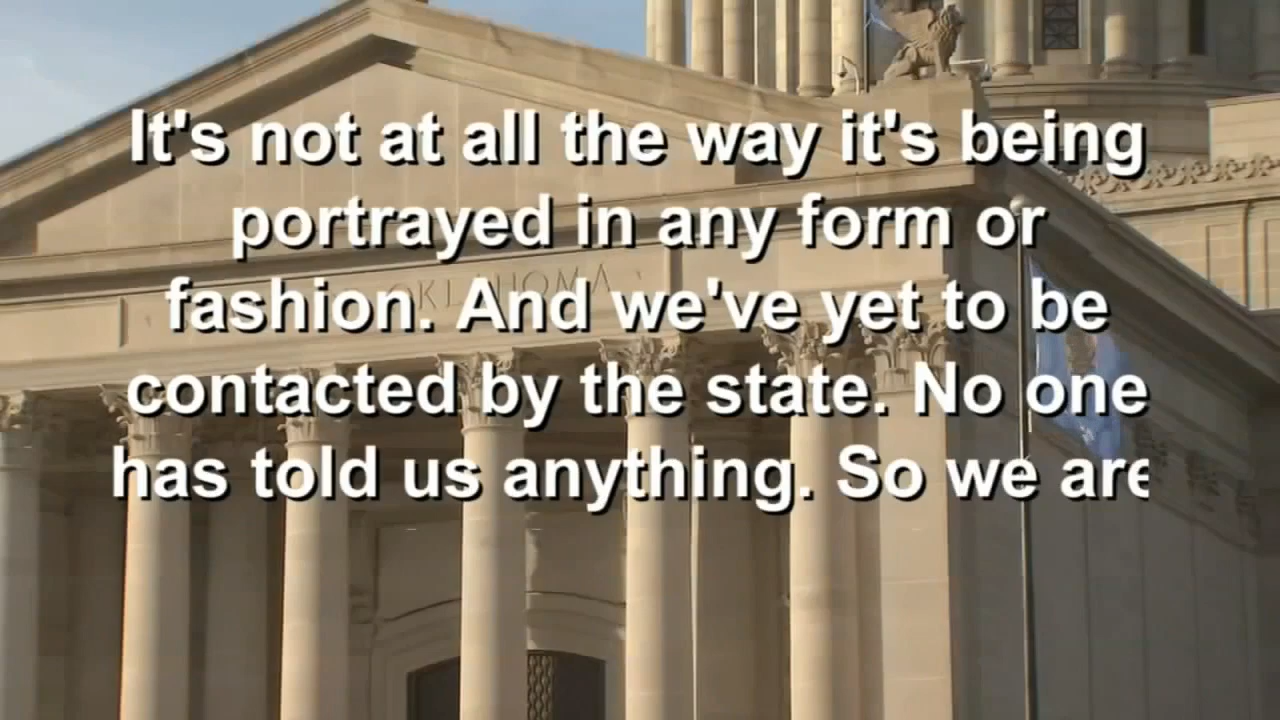 It's not at all the way it's being
portrayed in any form or
fashion. And we've yet to be
contacted by the state. No one
has told us anything. So we are
OKLAHOMA